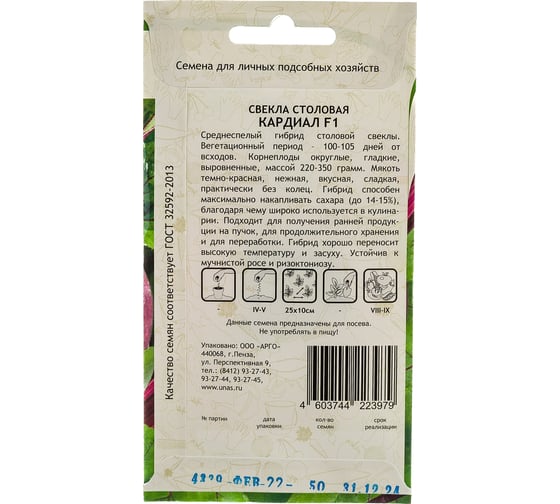 Семена для личных подсобных хозяйств
СВЕКЛА СТОЛОВАЯ
КАРДИАЛ F1
Среднеспелый гибрид столовой свеклы.
Вегетационный период - 100-105 дней от
всходов. Корнеплоды округлые, гладкие,
выровненные, массой 220-350 грамм. Мякоть
темно-красная, нежная, вкусная, сладкая,
практически без колец. Гибрид способен
максимально накапливать сахара (до 14-15%),
благодаря чему широко используется в кулина-
рии. Подходит для получения ранней продук-
ции на пучок, для продолжительного хранения
и для переработки. Гибрид хорошо переносит
высокую температуру и засуху. Устойчив к
мучнистой росе и ризоктониозу.
- IV-V 25х10см - VIII-IX
Данные семена предназначены для посева.
Не употреблять в пищу!
Упаковано: ООО «АРГО»
440068, г.Пенза,
ул. Перспективная 9,
тел.: (8412) 93-27-43,
93-27-44, 93-27-45,
www.unas.ru
4 603744 223979
№ партии дата упаковки кол-во семян срок реализации
ФЕВ 22 50 31.12.24
Качество семян соответствует ГОСТ 32592-2013